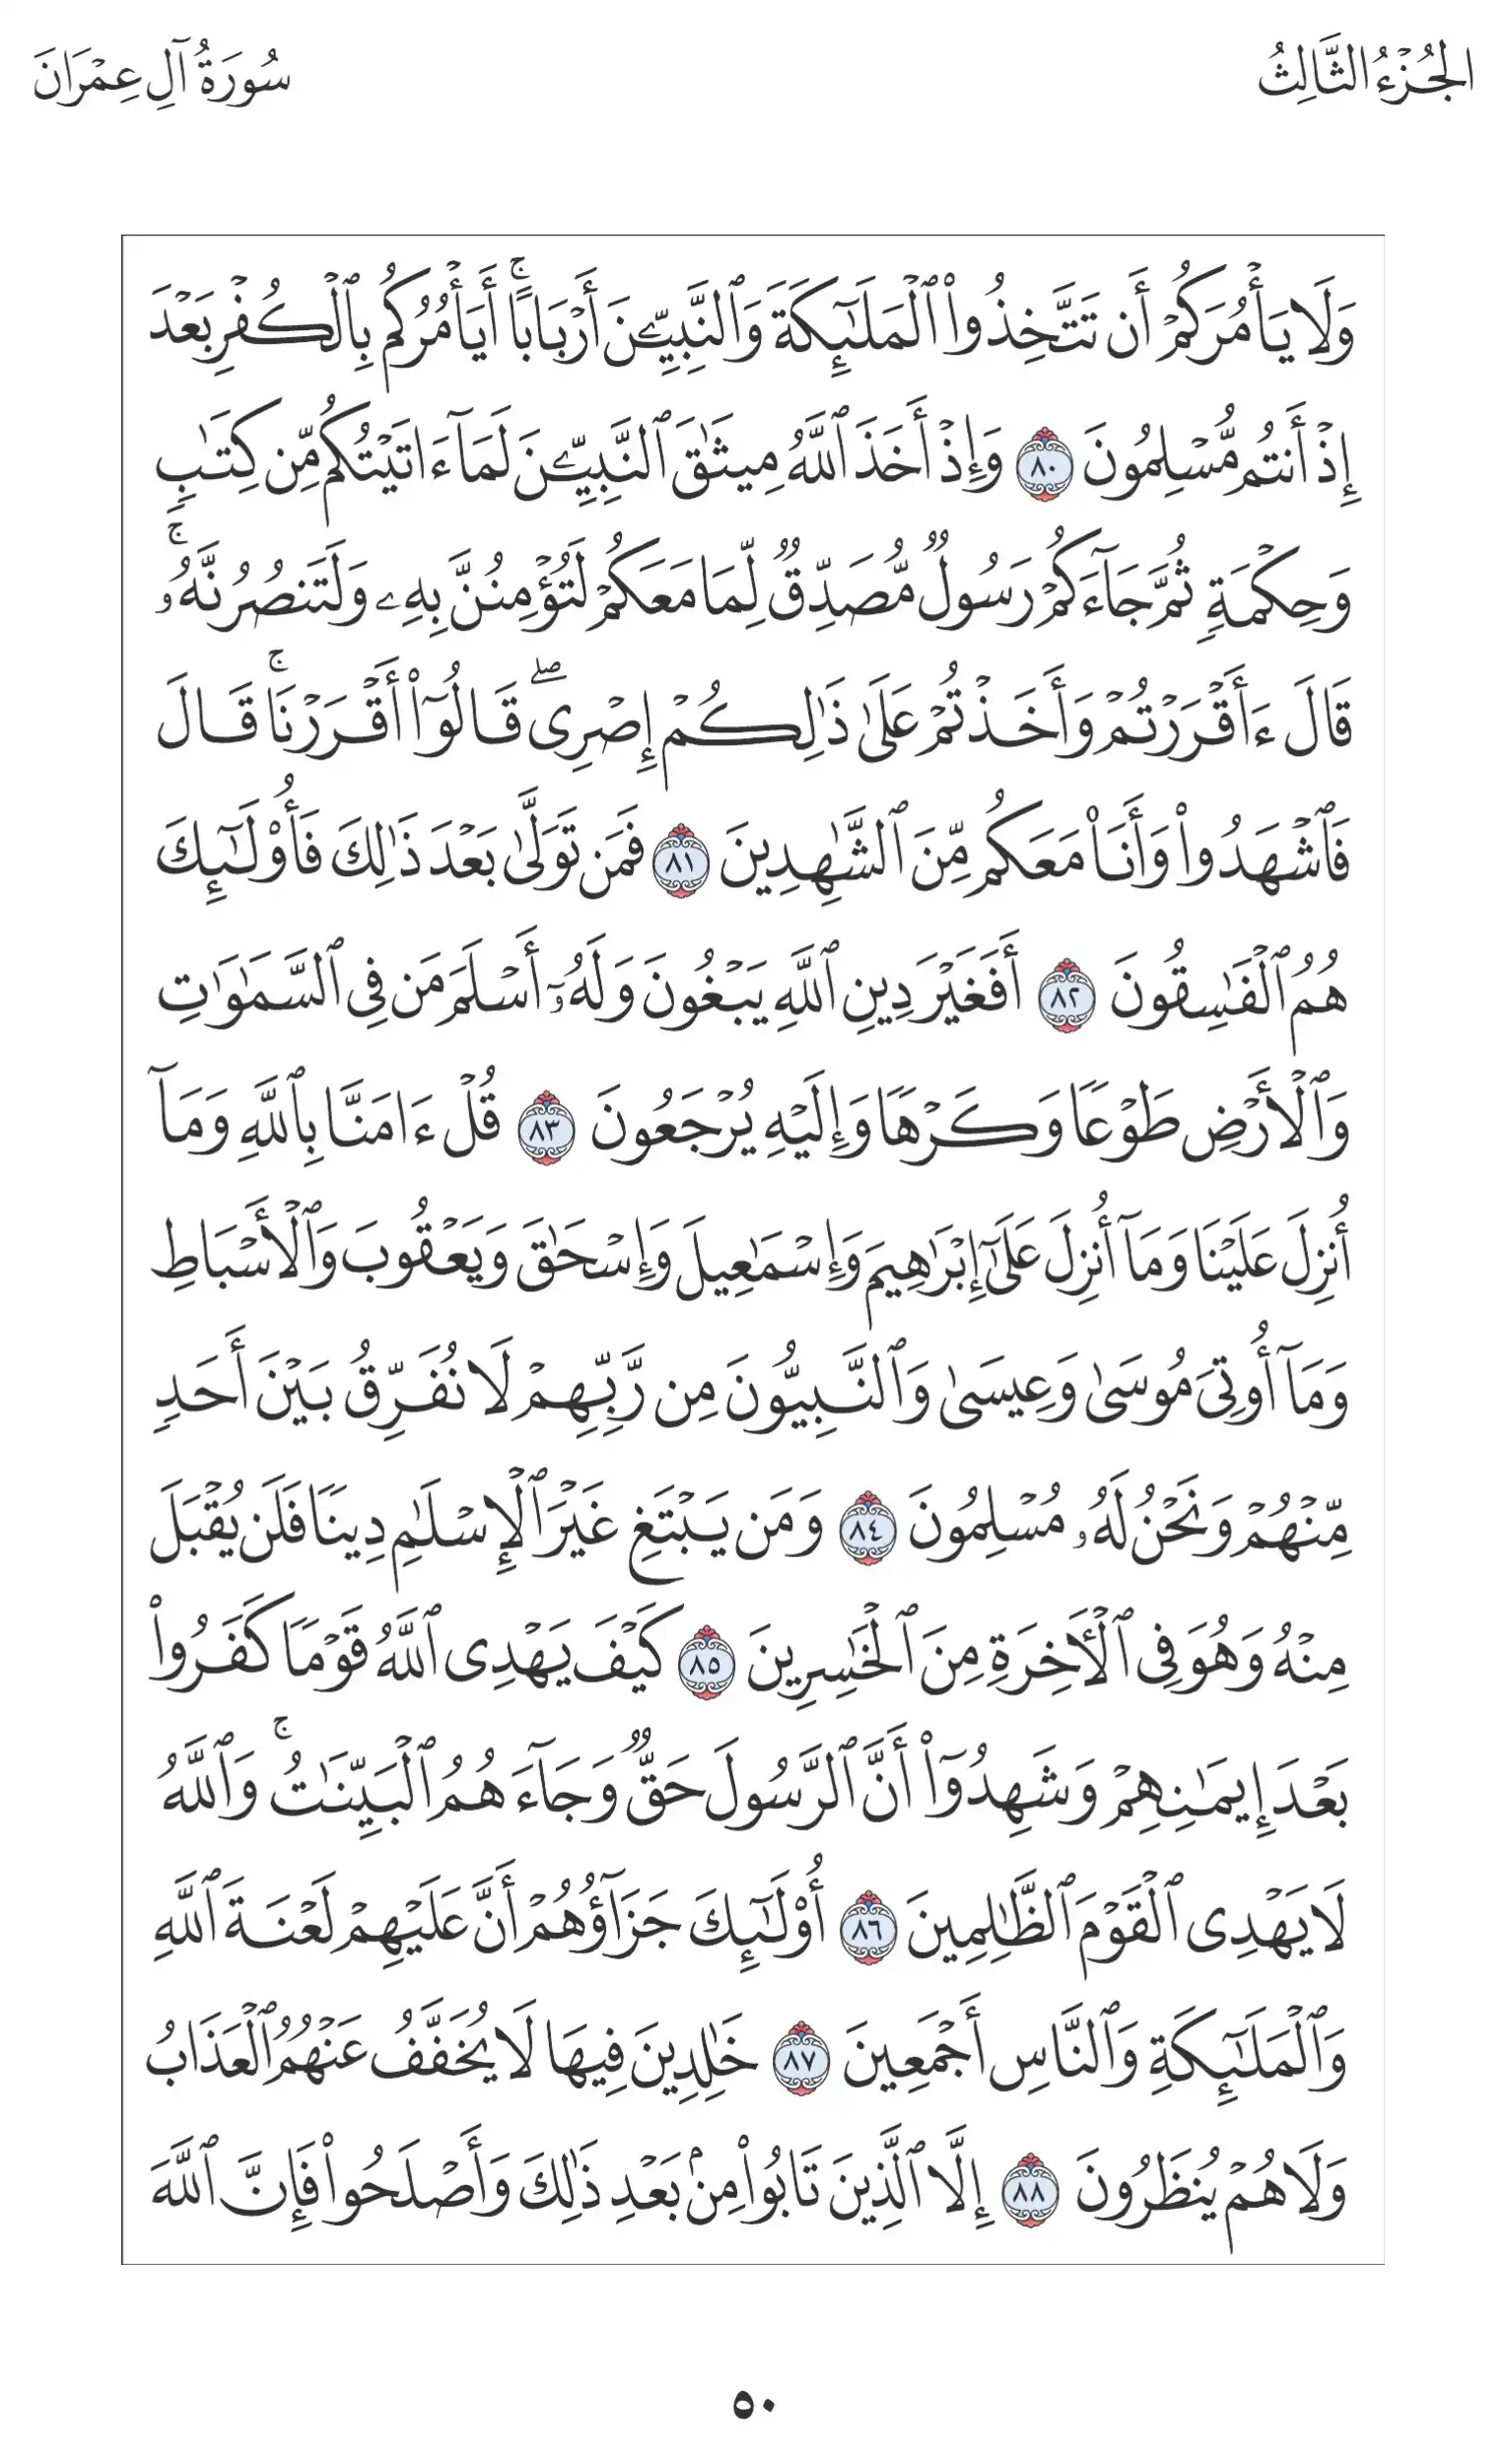 الجُزْءُ الثَّالِثُ
سُورَةُ آلِ عِمْرَانَ
وَلَا يَأْمُرَكُمْ أَن تَتَّخِذُوا۟ ٱلْمَلَـٰٓئِكَةَ وَٱلنَّبِيِّـۧنَ أَرْبَابًا ۗ أَيَأْمُرُكُم بِٱلْكُفْرِ بَعْدَ
إِذْ أَنتُم مُّسْلِمُونَ ٨٠ وَإِذْ أَخَذَ ٱللَّهُ مِيثَـٰقَ ٱلنَّبِيِّـۧنَ لَمَآ ءَاتَيْتُكُم مِّن كِتَـٰبٍ
وَحِكْمَةٍ ثُمَّ جَآءَكُمْ رَسُولٌ مُّصَدِّقٌ لِّمَا مَعَكُمْ لَتُؤْمِنُنَّ بِهِۦ وَلَتَنصُرُنَّهُۥ ۚ
قَالَ ءَأَقْرَرْتُمْ وَأَخَذْتُمْ عَلَىٰ ذَٰلِكُمْ إِصْرِى ۖ قَالُوٓا۟ أَقْرَرْنَا ۚ قَالَ
فَٱشْهَدُوا۟ وَأَنَا۠ مَعَكُم مِّنَ ٱلشَّـٰهِدِينَ ٨١ فَمَن تَوَلَّىٰ بَعْدَ ذَٰلِكَ فَأُو۟لَـٰٓئِكَ
هُمُ ٱلْفَـٰسِقُونَ ٨٢ أَفَغَيْرَ دِينِ ٱللَّهِ يَبْغُونَ وَلَهُۥٓ أَسْلَمَ مَن فِى ٱلسَّمَـٰوَٰتِ
وَٱلْأَرْضِ طَوْعًا وَكَرْهًا وَإِلَيْهِ يُرْجَعُونَ ٨٣ قُلْ ءَامَنَّا بِٱللَّهِ وَمَآ
أُنزِلَ عَلَيْنَا وَمَآ أُنزِلَ عَلَىٰٓ إِبْرَٰهِيمَ وَإِسْمَـٰعِيلَ وَإِسْحَـٰقَ وَيَعْقُوبَ وَٱلْأَسْبَاطِ
وَمَآ أُوتِىَ مُوسَىٰ وَعِيسَىٰ وَٱلنَّبِيُّونَ مِن رَّبِّهِمْ لَا نُفَرِّقُ بَيْنَ أَحَدٍ
مِّنْهُمْ وَنَحْنُ لَهُۥ مُسْلِمُونَ ٨٤ وَمَن يَبْتَغِ غَيْرَ ٱلْإِسْلَـٰمِ دِينًا فَلَن يُقْبَلَ
مِنْهُ وَهُوَ فِى ٱلْـَٔاخِرَةِ مِنَ ٱلْخَـٰسِرِينَ ٨٥ كَيْفَ يَهْدِى ٱللَّهُ قَوْمًا كَفَرُوا۟
بَعْدَ إِيمَـٰنِهِمْ وَشَهِدُوٓا۟ أَنَّ ٱلرَّسُولَ حَقٌّ وَجَآءَهُمُ ٱلْبَيِّنَـٰتُ ۚ وَٱللَّهُ
لَا يَهْدِى ٱلْقَوْمَ ٱلظَّـٰلِمِينَ ٨٦ أُو۟لَـٰٓئِكَ جَزَآؤُهُمْ أَنَّ عَلَيْهِمْ لَعْنَةَ ٱللَّهِ
وَٱلْمَلَـٰٓئِكَةِ وَٱلنَّاسِ أَجْمَعِينَ ٨٧ خَـٰلِدِينَ فِيهَا لَا يُخَفَّفُ عَنْهُمُ ٱلْعَذَابُ
وَلَا هُمْ يُنظَرُونَ ٨٨ إِلَّا ٱلَّذِينَ تَابُوا۟ مِنۢ بَعْدِ ذَٰلِكَ وَأَصْلَحُوا۟ فَإِنَّ ٱللَّهَ
٥٠